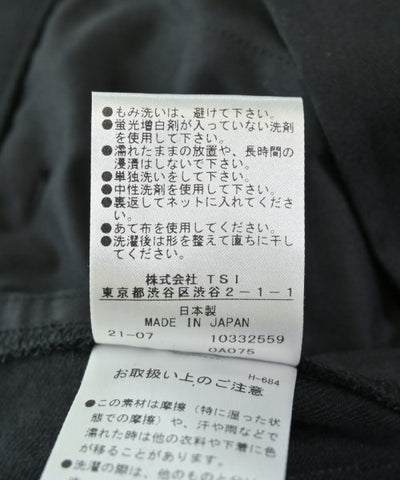 ●もみ洗いは、避けて下さい。
●蛍光増白剤が入っていない洗剤
を使用して下さい。
●濡れたままの放置や、長時間の
浸漬はしないで下さい。
●単独洗いをして下さい。
●中性洗剤を使用して下さい。
●裏返してネットに入れてくださ
い。
●あて布を使用してください。
●洗濯後は形を整えて直ちに干し
てください。
株式会社 TSI
東京都渋谷区渋谷2-1-1
日本製
MADE IN JAPAN
21-07 10332559
0A075
H-684
お取扱い上のご注意
●この素材は摩擦（特に湿った状
態での摩擦）や、汗や雨などで
濡れた時は他の衣料や下着に色
が移ることがあります。
●洗濯の際は、他のものと分け